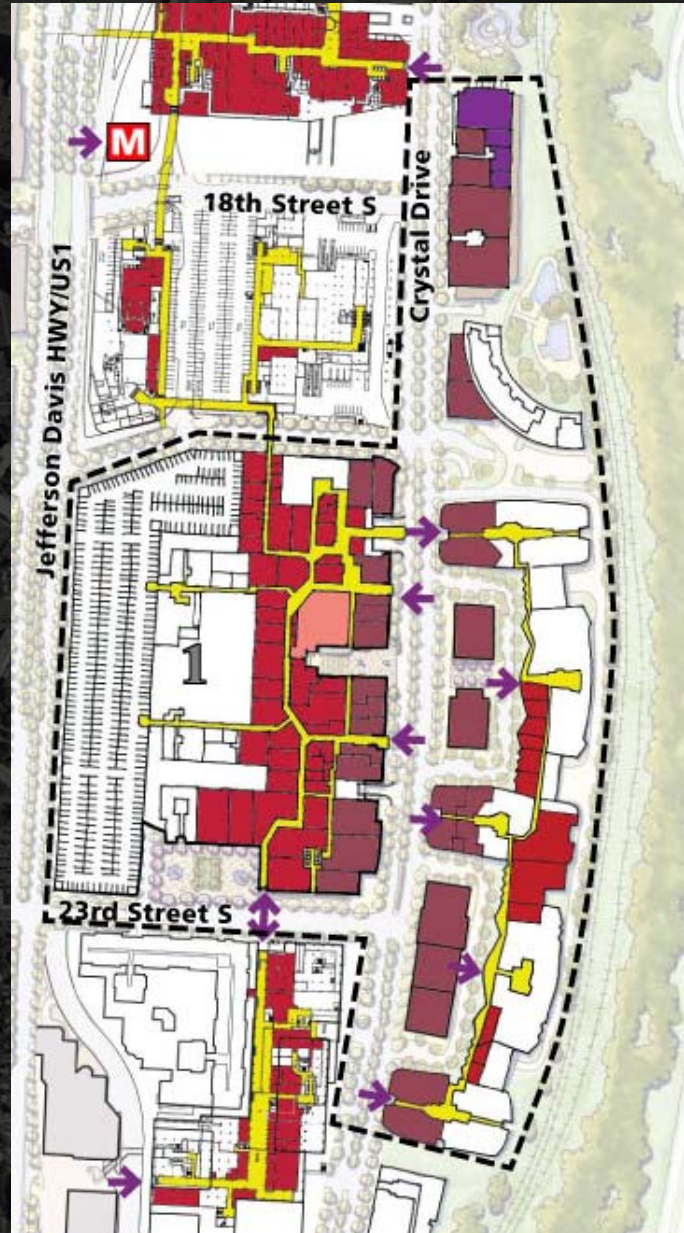 M
18th Street S
Crystal Drive
Jefferson Davis HWY/US1
1
23rd Street S